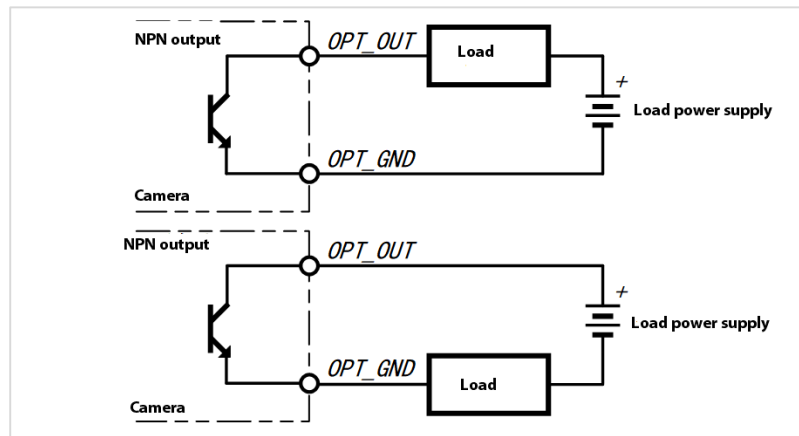 NPN output
OPT_OUT
Load
+
Load power supply
OPT_GND
Camera
NPN output
OPT_OUT
+
Load power supply
OPT_GND
Load
Camera